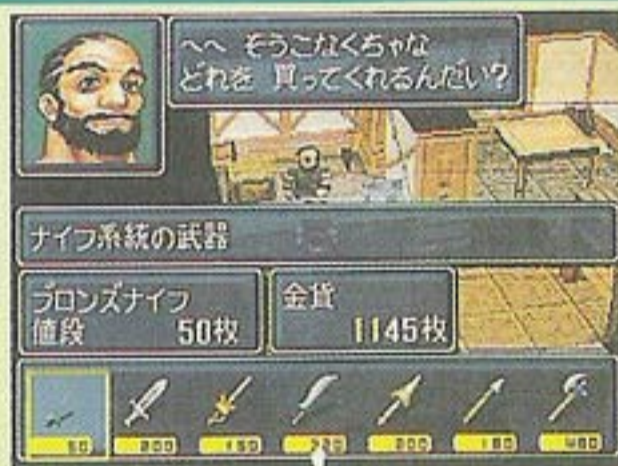 へへ そうこなくちゃな
どれを 買ってくれるんだい?
ナイフ系統の武器
ブロンズナイフ
値段 50枚
金貨
1145枚
50 200 150 320 200 180 480